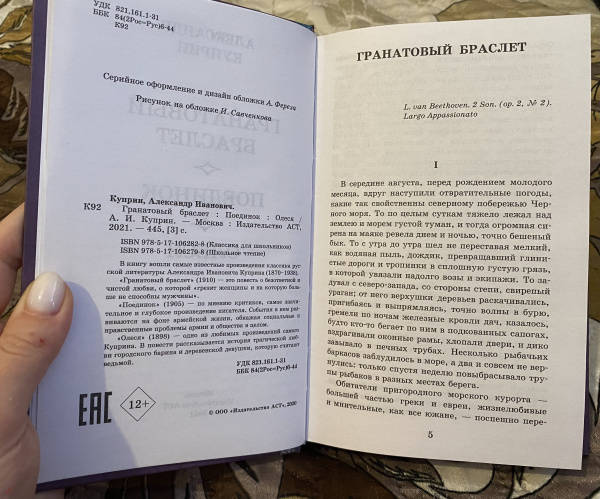 УДК 821.161.1-31
ББК 84(2Рос=Рус)6-44
К92
Серийное оформление и дизайн обложки А. Фереза
Рисунок на обложке И. Савченкова
Куприн, Александр Иванович.
К92 Гранатовый браслет : Поединок : Олеся /
А. И. Куприн. — Москва : Издательство АСТ,
2021. — 445, [3] с.
ISBN 978-5-17-106282-8 (Классика для школьников)
ISBN 978-5-17-106279-8 (Школьное чтение)
В книгу вошли самые известные произведения классика рус-
ской литературы Александра Ивановича Куприна (1870–1938).
«Гранатовый браслет» (1910) — это повесть о безответной и
чистой любви, о которой «грезят женщины и на которую боль-
ше не способны мужчины».
«Поединок» (1905) — по мнению критиков, самое значи-
тельное и глубокое произведение писателя. События в нем раз-
виваются на фоне армейской жизни, обнажая социальные и
нравственные проблемы армии и общества в целом.
«Олеся» (1898) — одно из любимых произведений самого
Куприна. В повести рассказывается история трагической любви
городского барина и деревенской девушки, которую считают
ведьмой.
УДК 821.161.1-31
ББК 84(2Рос=Рус)6-44
ЕАС
12+
© ООО «Издательство АСТ», 2020
ГРАНАТОВЫЙ БРАСЛЕТ
L. van Beethoven. 2 Son. (op. 2, № 2).
Largo Appassionato
I
В середине августа, перед рождением молодого
месяца, вдруг наступили отвратительные погоды,
какие так свойственны северному побережью Чер-
ного моря. То по целым суткам тяжело лежал над
землею и морем густой туман, и тогда огромная си-
рена на маяке ревела днем и ночью, точно бешеный
бык. То с утра до утра шел не переставая мелкий,
как водяная пыль, дождик, превращавший глини-
стые дороги и тропинки в сплошную густую грязь,
в которой увязали надолго возы и экипажи. То за-
дувал с северо-запада, со стороны степи, свирепый
ураган; от него верхушки деревьев раскачивались,
пригибаясь и выпрямляясь, точно волны в бурю,
гремели по ночам железные кровли дач, казалось,
будто кто-то бегает по ним в подкованных сапогах,
вздрагивали оконные рамы, хлопали двери, и дико
завывало в печных трубах. Несколько рыбачьих
баркасов заблудилось в море, а два и совсем не вер-
нулись: только спустя неделю повыбрасывало тру-
пы рыбаков в разных местах берега.
Обитатели пригородного морского курорта —
большей частью греки и евреи, жизнелюбивые
и мнительные, как все южане, — поспешно пере-
5